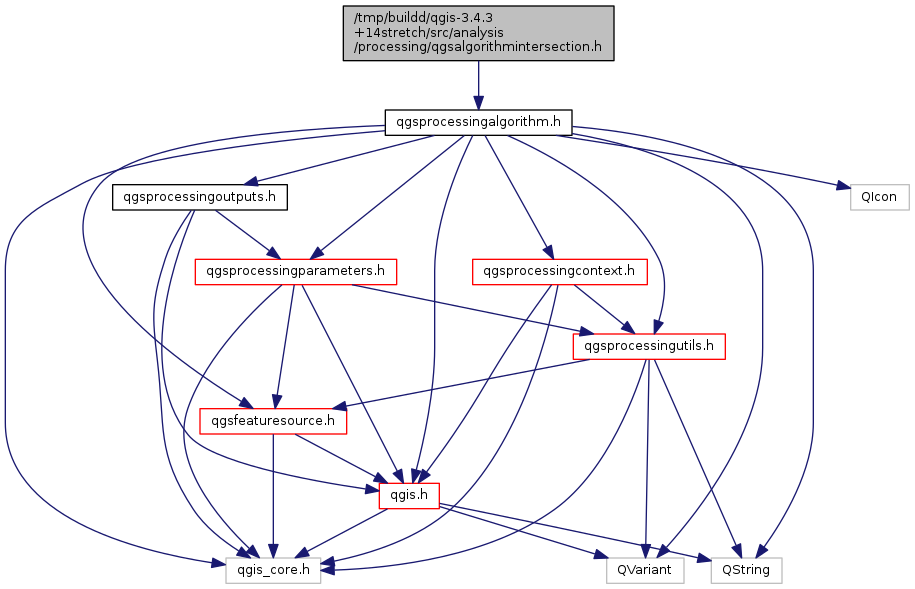 /tmp/buildd/qgis-3.4.3
+14stretch/src/analysis
/processing/qgsalgorithmintersection.h
qgsprocessingalgorithm.h
qgsprocessingoutputs.h
QIcon
qgsprocessingparameters.h
qgsprocessingcontext.h
qgsprocessingutils.h
qgsfeaturesource.h
qgis.h
qgis_core.h
QVariant
QString